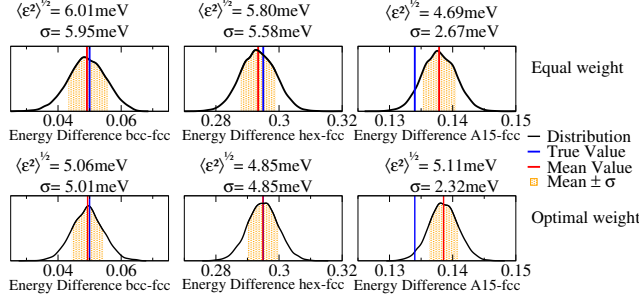 ⟨ε²⟩^½ = 6.01meV
σ = 5.95meV
⟨ε²⟩^½ = 5.80meV
σ = 5.58meV
⟨ε²⟩^½ = 4.69meV
σ = 2.67meV
Equal weight
0.04 0.06
0.28 0.3 0.32
0.13 0.14 0.15
Energy Difference bcc-fcc
Energy Difference hex-fcc
Energy Difference A15-fcc
Distribution
True Value
Mean Value
Mean ± σ
⟨ε²⟩^½ = 5.06meV
σ = 5.01meV
⟨ε²⟩^½ = 4.85meV
σ = 4.85meV
⟨ε²⟩^½ = 5.11meV
σ = 2.32meV
Optimal weight
0.04 0.06
0.28 0.3 0.32
0.13 0.14 0.15
Energy Difference bcc-fcc
Energy Difference hex-fcc
Energy Difference A15-fcc